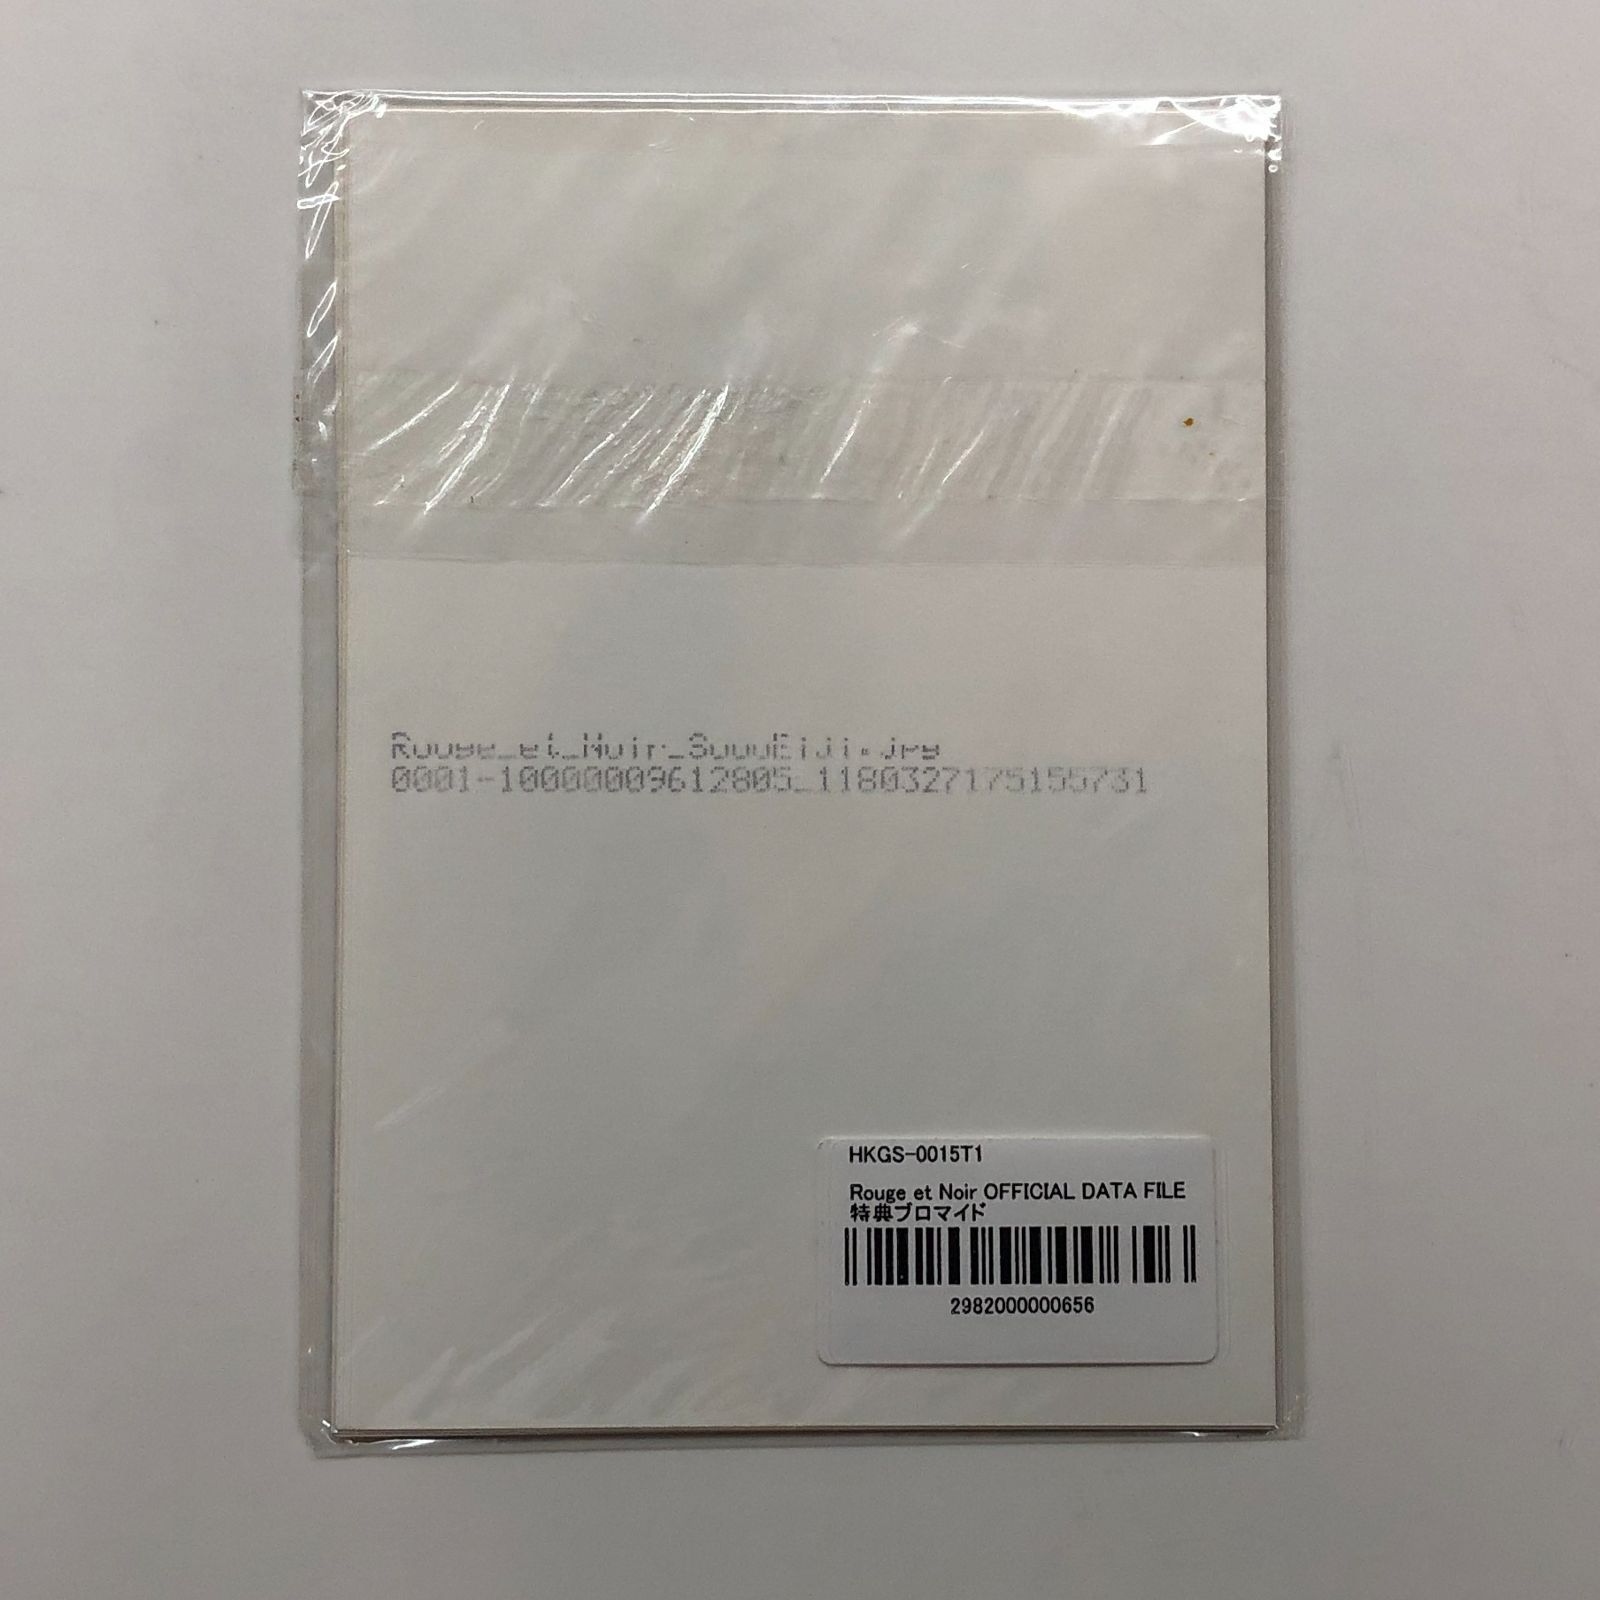 Rouge_et_Noir_SououEiji.jpg
0001-10000009612805_1180327175155731
HKGS-0015T1
Rouge et Noir OFFICIAL DATA FILE
特典ブロマイド
2982000000656